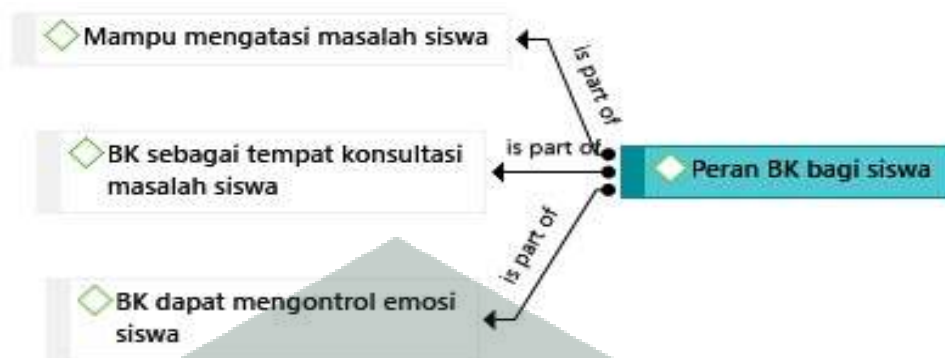 Mampu mengatasi masalah siswa
is part of
BK sebagai tempat konsultasi
masalah siswa
is part of
Peran BK bagi siswa
is part of
BK dapat mengontrol emosi
siswa